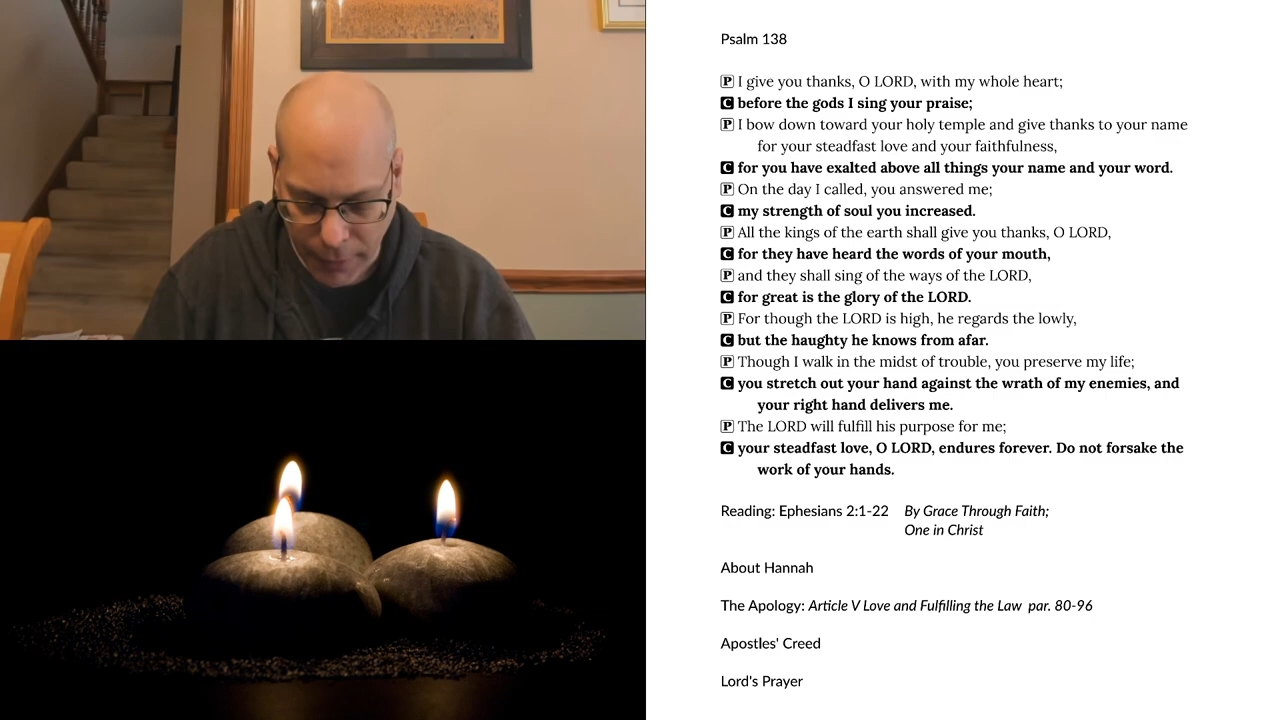 Psalm 138
P I give you thanks, O LORD, with my whole heart;
C before the gods I sing your praise;
P I bow down toward your holy temple and give thanks to your name
for your steadfast love and your faithfulness,
C for you have exalted above all things your name and your word.
P On the day I called, you answered me;
C my strength of soul you increased.
P All the kings of the earth shall give you thanks, O LORD,
C for they have heard the words of your mouth,
P and they shall sing of the ways of the LORD,
C for great is the glory of the LORD.
P For though the LORD is high, he regards the lowly,
C but the haughty he knows from afar.
P Though I walk in the midst of trouble, you preserve my life;
C you stretch out your hand against the wrath of my enemies, and
your right hand delivers me.
P The LORD will fulfill his purpose for me;
C your steadfast love, O LORD, endures forever. Do not forsake the
work of your hands.
Reading: Ephesians 2:1-22 By Grace Through Faith;
One in Christ
About Hannah
The Apology: Article V Love and Fulfilling the Law par. 80-96
Apostles' Creed
Lord's Prayer